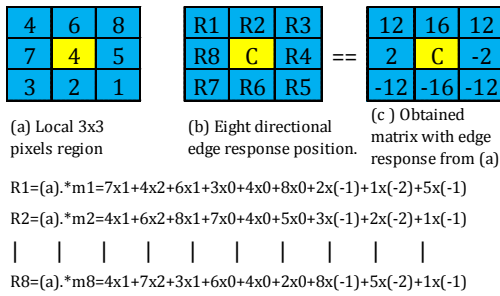 4 6 8 R1 R2 R3 12 16 12
7 4 5 R8 C R4 == 2 C -2
3 2 1 R7 R6 R5 -12 -16 -12
(a) Local 3x3
pixels region
(b) Eight directional
edge response position.
(c ) Obtained
matrix with edge
response from (a)
R1=(a).*m1=7x1+4x2+6x1+3x0+4x0+8x0+2x(-1)+1x(-2)+5x(-1)
R2=(a).*m2=4x1+6x2+8x1+7x0+4x0+5x0+3x(-1)+2x(-2)+1x(-1)
| | | | | | | | | |
R8=(a).*m8=4x1+7x2+3x1+6x0+4x0+2x0+8x(-1)+5x(-2)+1x(-1)